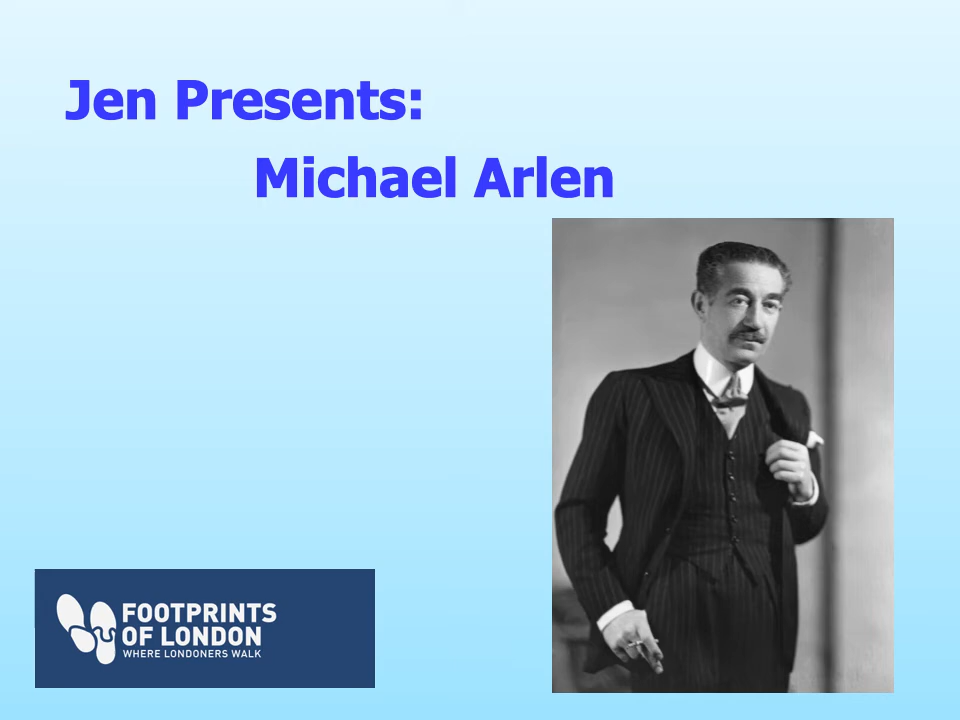 Jen Presents:
Michael Arlen
FOOTPRINTS
OF LONDON
WHERE LONDONERS WALK